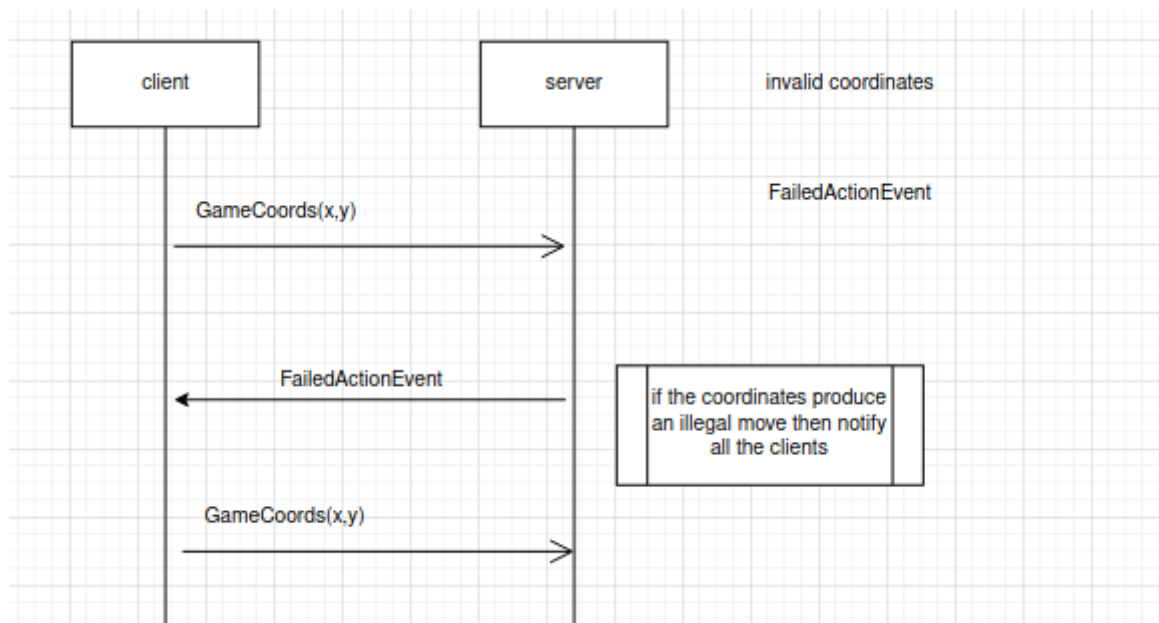 client
server
invalid coordinates
FailedActionEvent
GameCoords(x,y)
FailedActionEvent
if the coordinates produce
an illegal move then notify
all the clients
GameCoords(x,y)